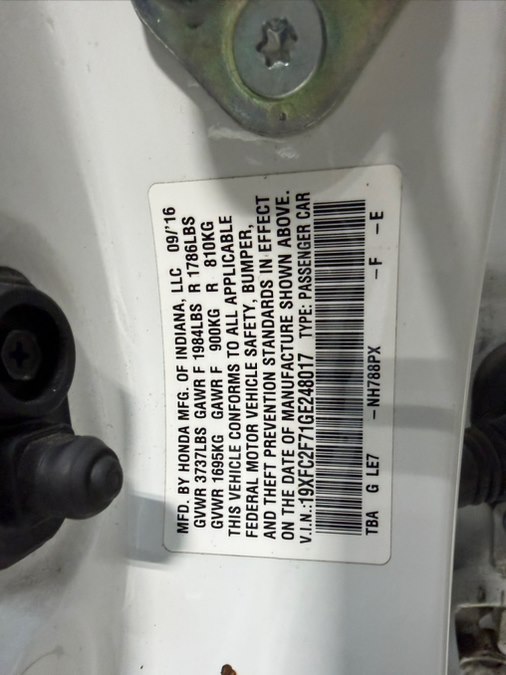 MFD. BY HONDA MFG. OF INDIANA, LLC 09/'16
GVWR 3737LBS GAWR F 1984LBS R 1786LBS
GVWR 1695KG GAWR F 900KG R 810KG
THIS VEHICLE CONFORMS TO ALL APPLICABLE
FEDERAL MOTOR VEHICLE SAFETY, BUMPER,
AND THEFT PREVENTION STANDARDS IN EFFECT
ON THE DATE OF MANUFACTURE SHOWN ABOVE.
V.I.N.:19XFC2F71GE248017 TYPE: PASSENGER CAR
TBA G LE7 -NH788PX -F -E